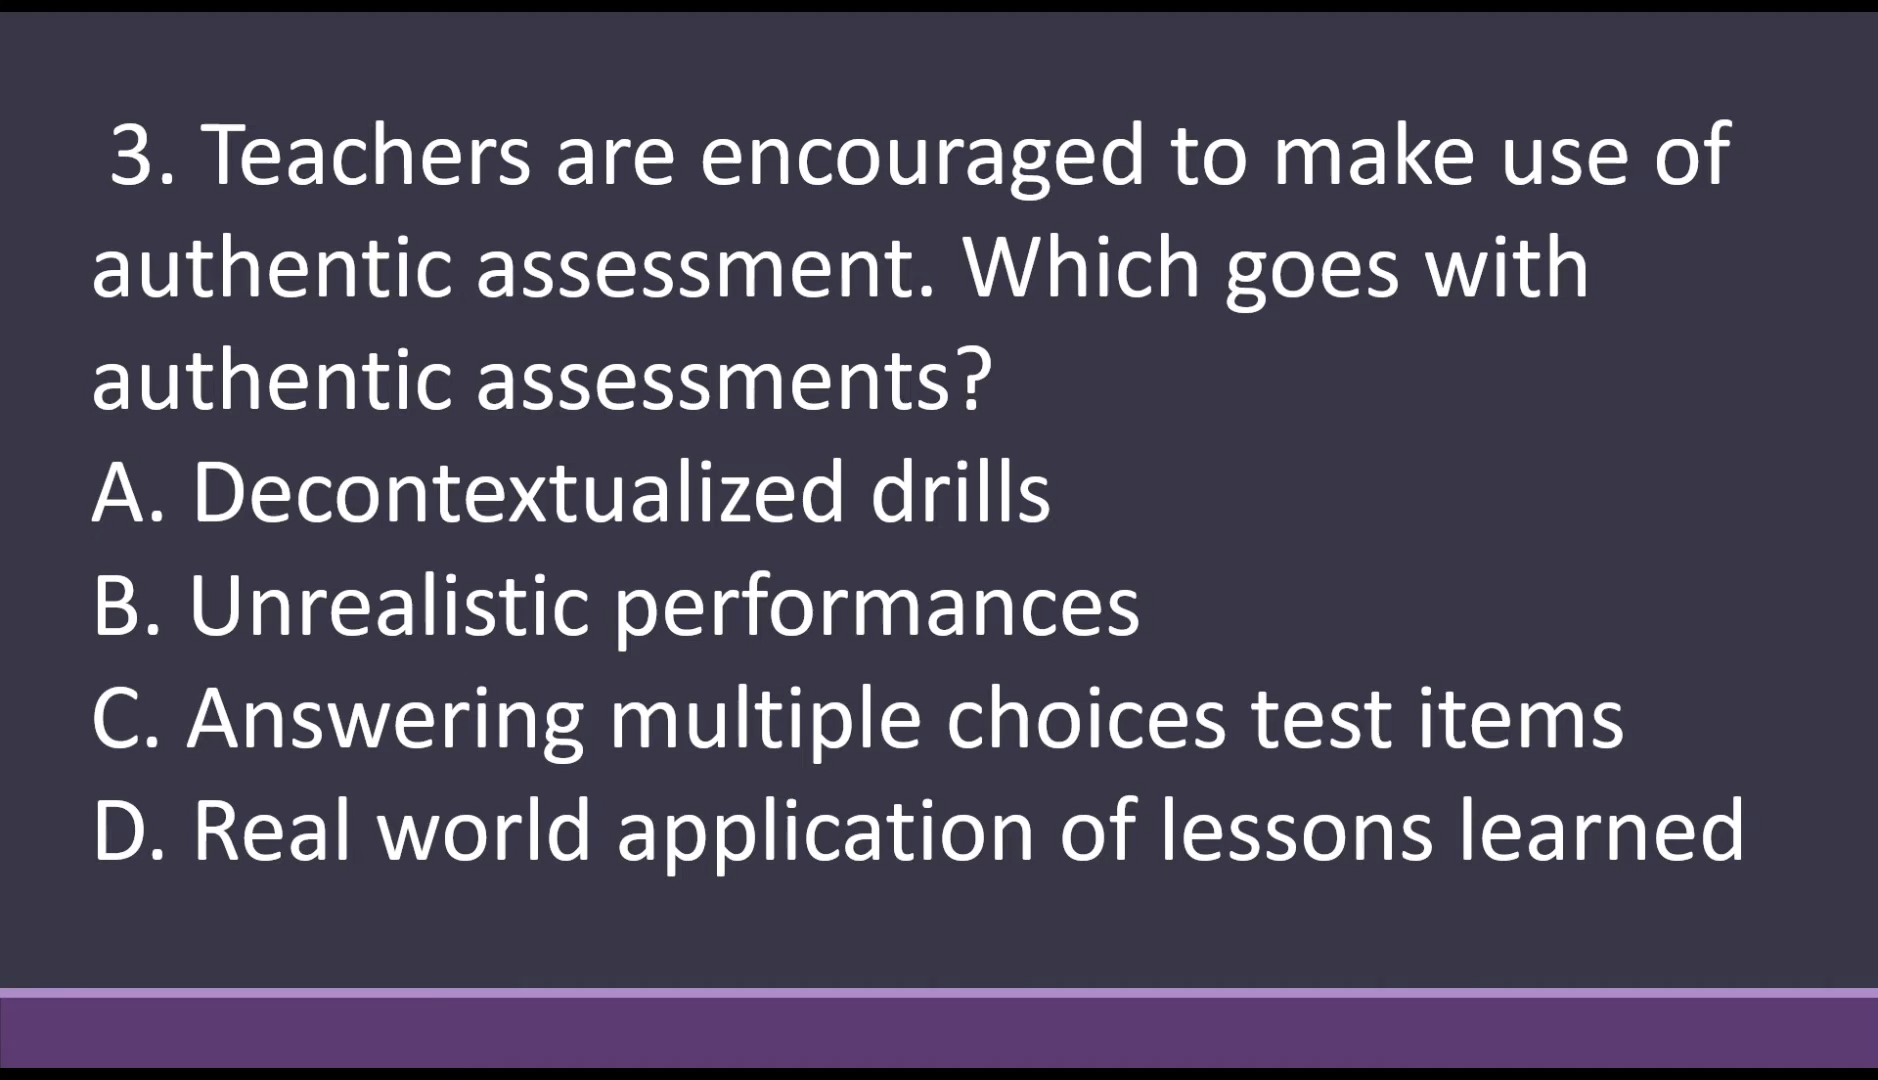 3. Teachers are encouraged to make use of
authentic assessment. Which goes with
authentic assessments?
A. Decontextualized drills
B. Unrealistic performances
C. Answering multiple choices test items
D. Real world application of lessons learned